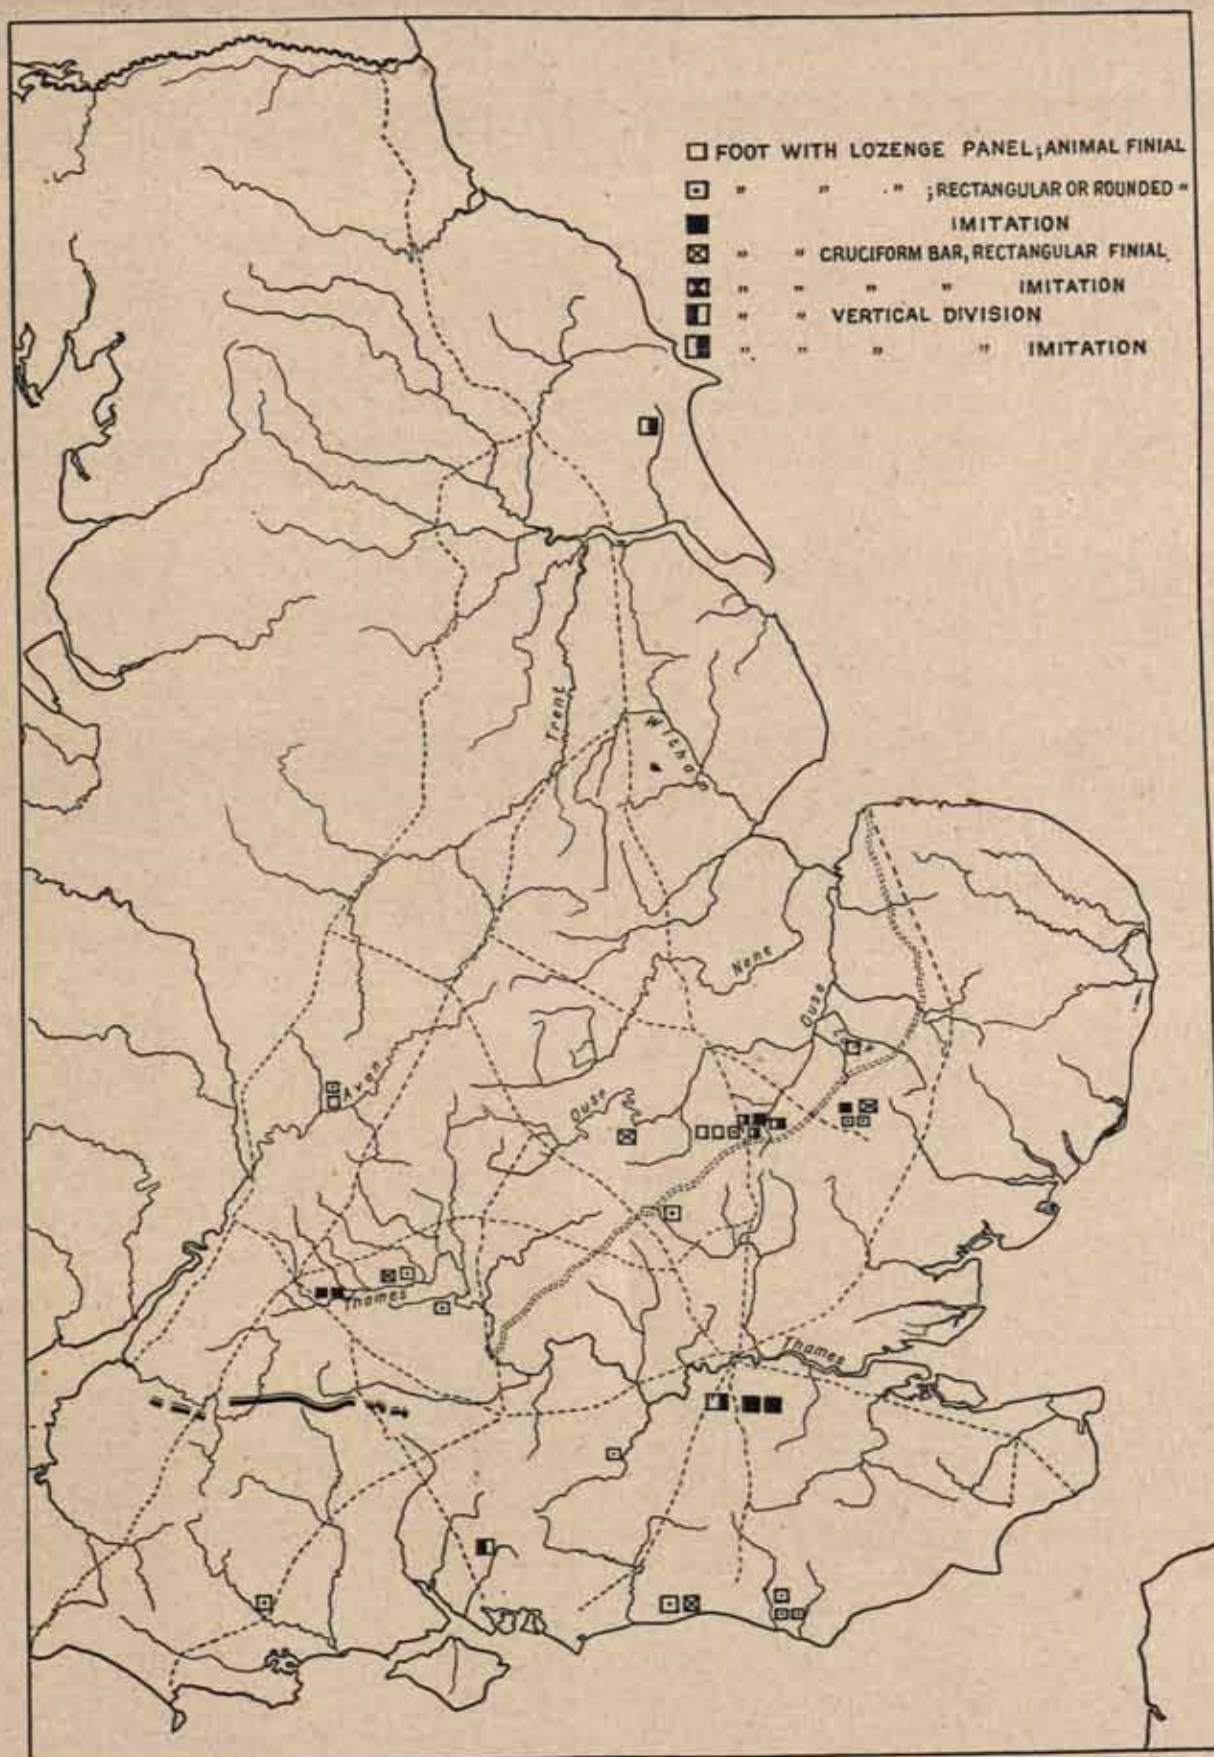 FOOT WITH LOZENGE PANEL; ANIMAL FINIAL
" " " ; RECTANGULAR OR ROUNDED "
IMITATION
" " CRUCIFORM BAR, RECTANGULAR FINIAL
" " " " IMITATION
" " VERTICAL DIVISION
" " " " IMITATION
Trent
Witham
Nene
Ouse
Lark
Avon
Ouse
Thames
Thames